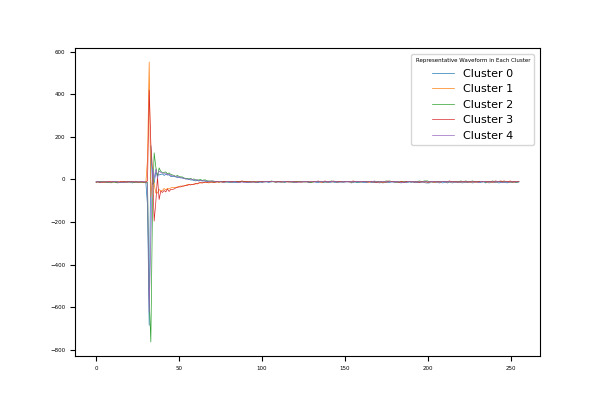 Representative Waveform in Each Cluster
Cluster 0
Cluster 1
Cluster 2
Cluster 3
Cluster 4
600
400
200
0
−200
−400
−600
−800
0 50 100 150 200 250